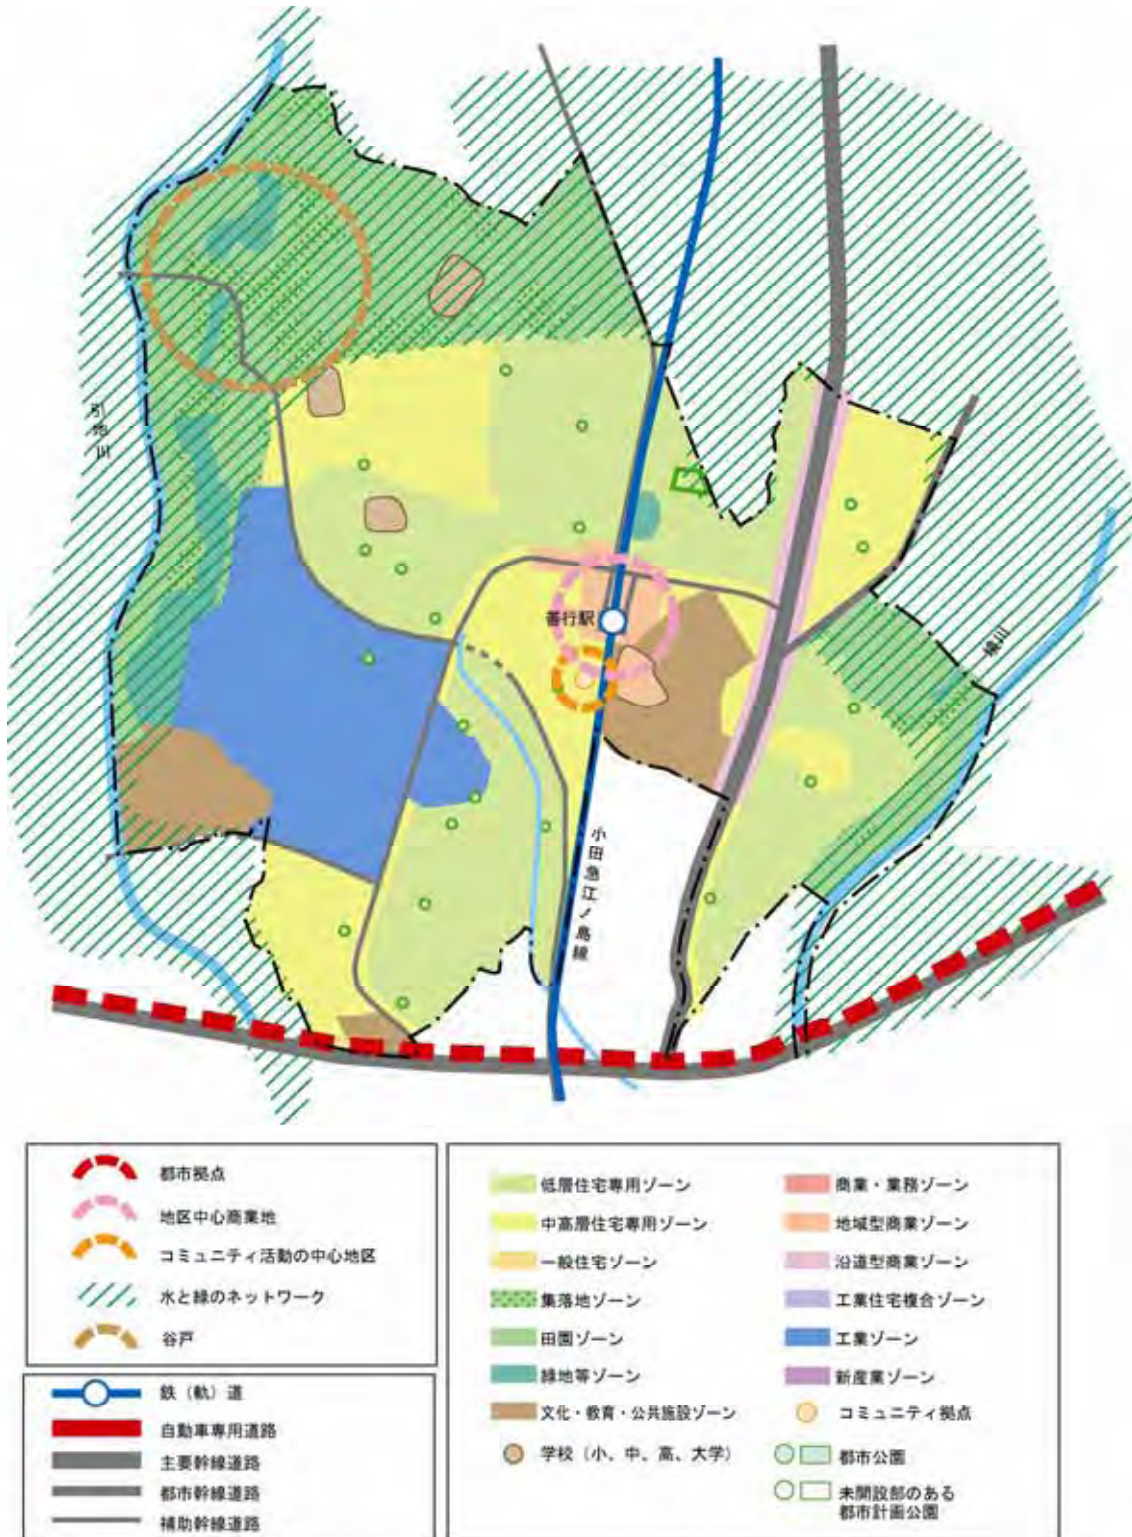 引地川
善行駅
境川
小田急江ノ島線
都市拠点
地区中心商業地
コミュニティ活動の中心地区
水と緑のネットワーク
谷戸
鉄(軌)道
自動車専用道路
主要幹線道路
都市幹線道路
補助幹線道路
低層住宅専用ゾーン
中高層住宅専用ゾーン
一般住宅ゾーン
集落地ゾーン
田園ゾーン
緑地等ゾーン
文化・教育・公共施設ゾーン
学校(小、中、高、大学)
商業・業務ゾーン
地域型商業ゾーン
沿道型商業ゾーン
工業住宅複合ゾーン
工業ゾーン
新産業ゾーン
コミュニティ拠点
都市公園
未開設部のある
都市計画公園